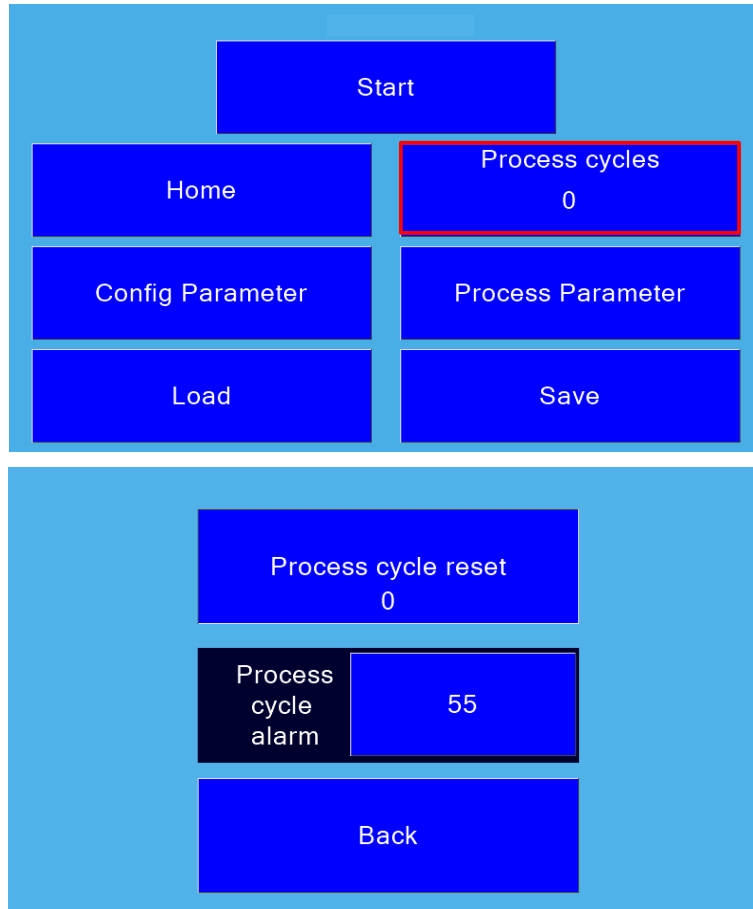 Start
Home
Process cycles
0
Config Parameter
Process Parameter
Load
Save
Process cycle reset
0
Process
cycle
alarm
55
Back